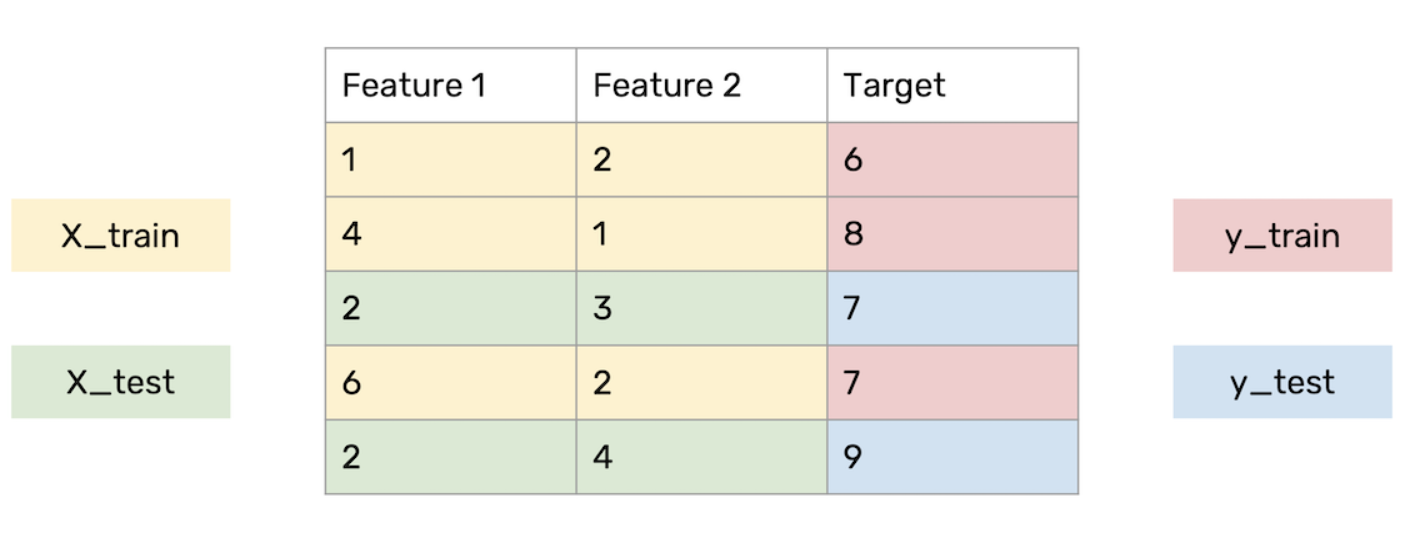 Feature 1 Feature 2 Target
1 2 6
X_train 4 1 8 y_train
2 3 7
X_test 6 2 7 y_test
2 4 9